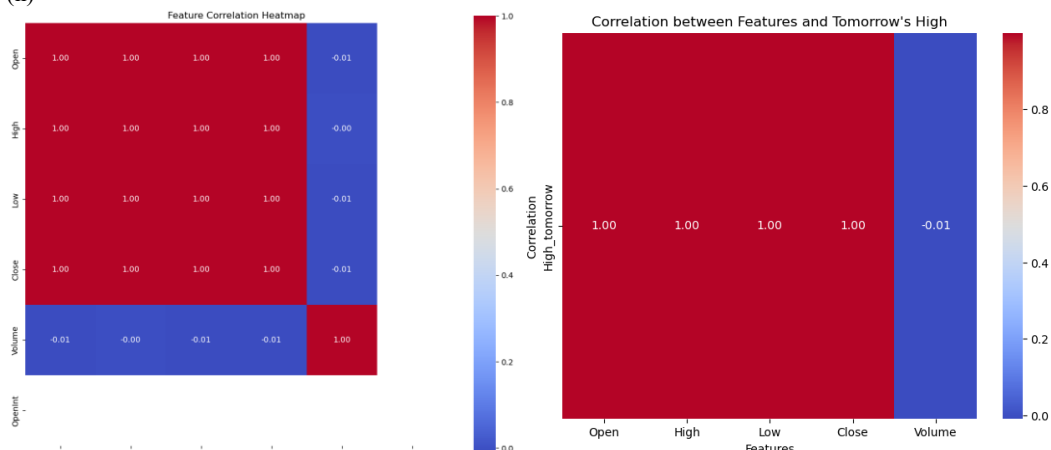 Feature Correlation Heatmap
Open 1.00 1.00 1.00 1.00 -0.01
High 1.00 1.00 1.00 1.00 -0.00
Low 1.00 1.00 1.00 1.00 -0.01
Close 1.00 1.00 1.00 1.00 -0.01
Volume -0.01 -0.00 -0.01 -0.01 1.00
OpenInt
1.0
0.8
0.6
0.4
0.2
0.0
Correlation
Correlation between Features and Tomorrow's High
High_tomorrow
1.00 1.00 1.00 1.00 -0.01
Open High Low Close Volume
Features
0.8
0.6
0.4
0.2
0.0